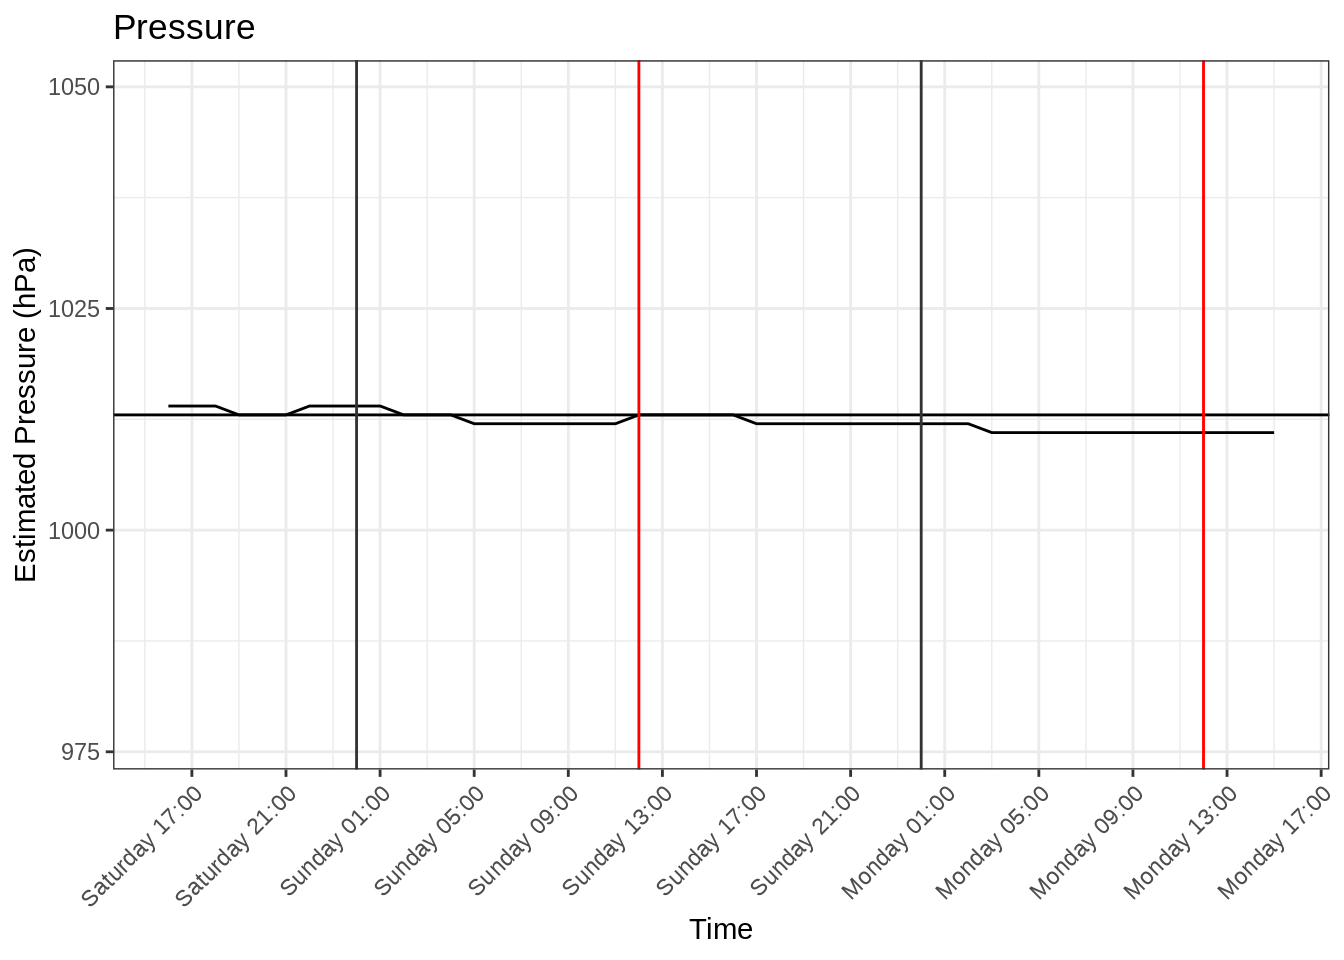 Pressure
Estimated Pressure (hPa)
1050
1025
1000
975
Saturday 17:00
Saturday 21:00
Sunday 01:00
Sunday 05:00
Sunday 09:00
Sunday 13:00
Sunday 17:00
Sunday 21:00
Monday 01:00
Monday 05:00
Monday 09:00
Monday 13:00
Monday 17:00
Time